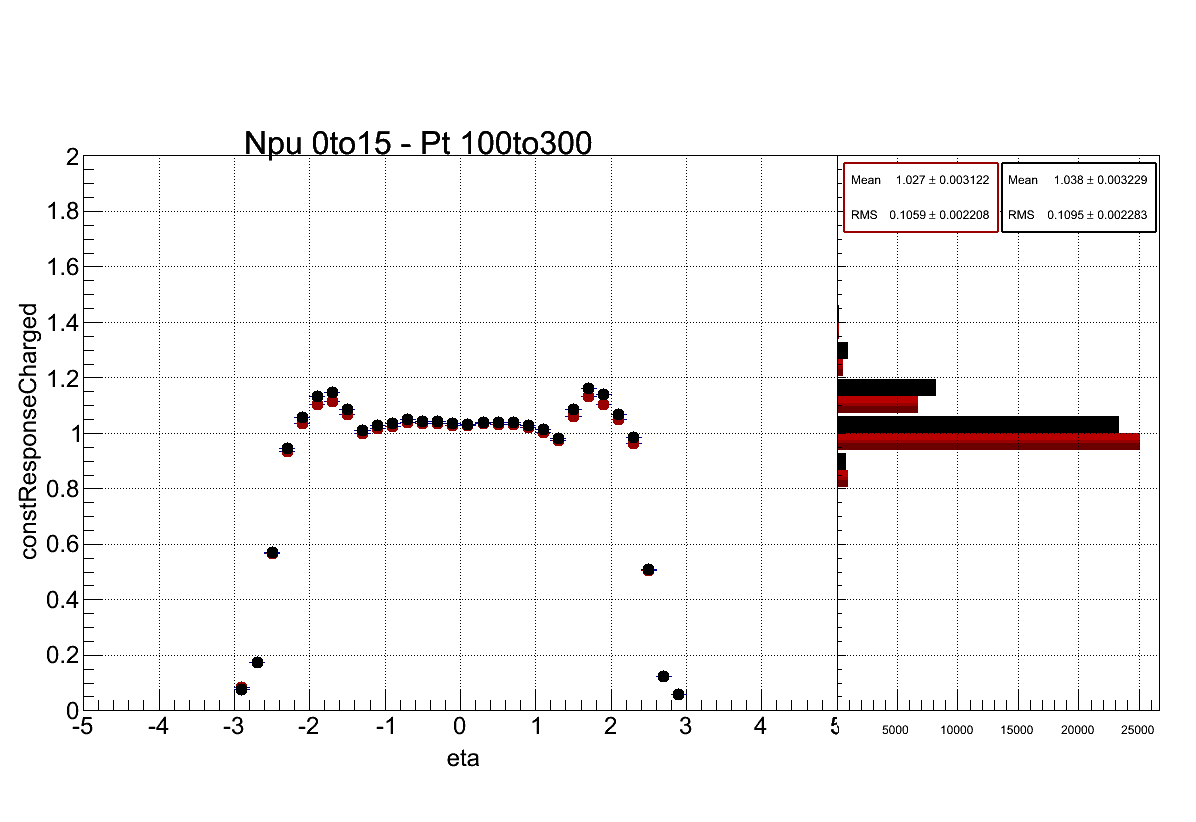 Npu 0to15 - Pt 100to300
2
1.8
1.6
1.4
1.2
1
0.8
0.6
0.4
0.2
0
constResponseCharged
-5 -4 -3 -2 -1 0 1 2 3 4 5
eta
Mean 1.027 ± 0.003122
RMS 0.1059 ± 0.002208
Mean 1.038 ± 0.003229
RMS 0.1095 ± 0.002283
5000 10000 15000 20000 25000